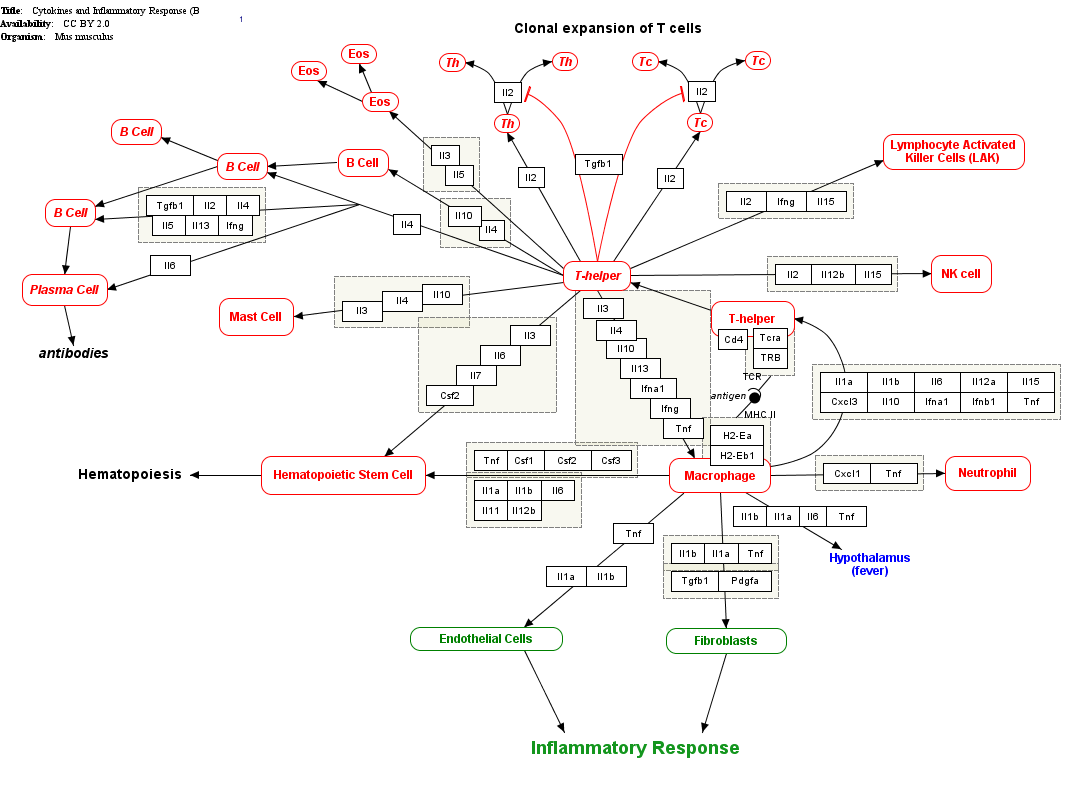 Title: Cytokines and Inflammatory Response (B
Availability: CC BY 2.0
Organism: Mus musculus
1
Clonal expansion of T cells
Eos
Eos
Eos
Th
Th
Tc
Tc
Il2
Il2
Th
Tc
B Cell
B Cell
B Cell
B Cell
Il3
Il5
Il2
Tgfb1
Il2
Lymphocyte Activated
Killer Cells (LAK)
Il2 Ifng Il15
Tgfb1 Il2 Il4
Il5 Il13 Ifng
Il10
Il4
Il4
Il6
Plasma Cell
antibodies
T-helper
Il2 Il12b Il15
NK cell
Mast Cell
Il3
Il4
Il10
Il3
Il6
Il7
Csf2
Il3
Il4
Il10
Il13
Ifna1
Ifng
Tnf
T-helper
Cd4
Tcra
TRB
TCR
antigen
MHC II
H2-Ea
H2-Eb1
Il1a Il1b Il6 Il12a Il15
Cxcl3 Il10 Ifna1 Ifnb1 Tnf
Hematopoiesis
Hematopoietic Stem Cell
Tnf Csf1 Csf2 Csf3
Il1a Il1b Il6
Il11 Il12b
Macrophage
Cxcl1 Tnf
Neutrophil
Il1b Il1a Il6 Tnf
Hypothalamus
(fever)
Tnf
Il1a Il1b
Il1b Il1a Tnf
Tgfb1 Pdgfa
Endothelial Cells
Fibroblasts
Inflammatory Response